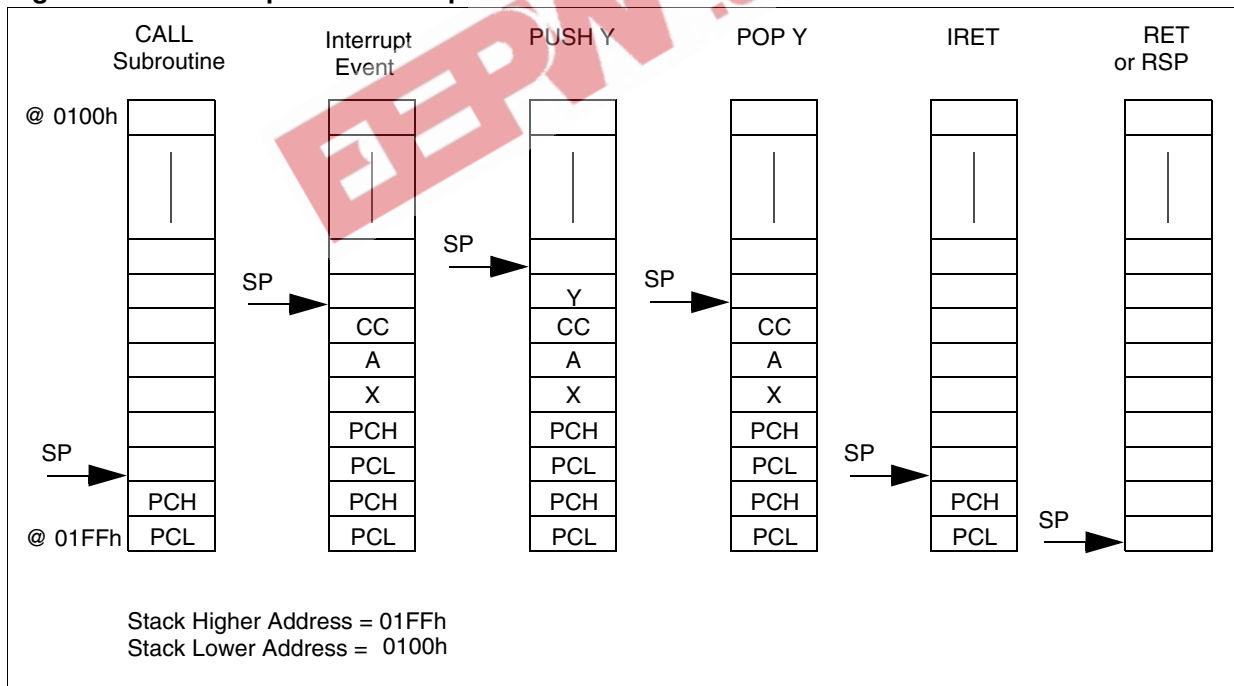 CALL
Subroutine
Interrupt
Event
PUSH Y
POP Y
IRET
RET
or RSP
@ 0100h
SP
SP
SP
Y
CC
CC
CC
A
A
A
X
X
X
PCH
PCH
PCH
SP
SP
PCL
PCL
PCL
PCH
PCH
PCH
PCH
PCH
SP
@ 01FFh
PCL
PCL
PCL
PCL
PCL
Stack Higher Address = 01FFh
Stack Lower Address = 0100h
EEPW